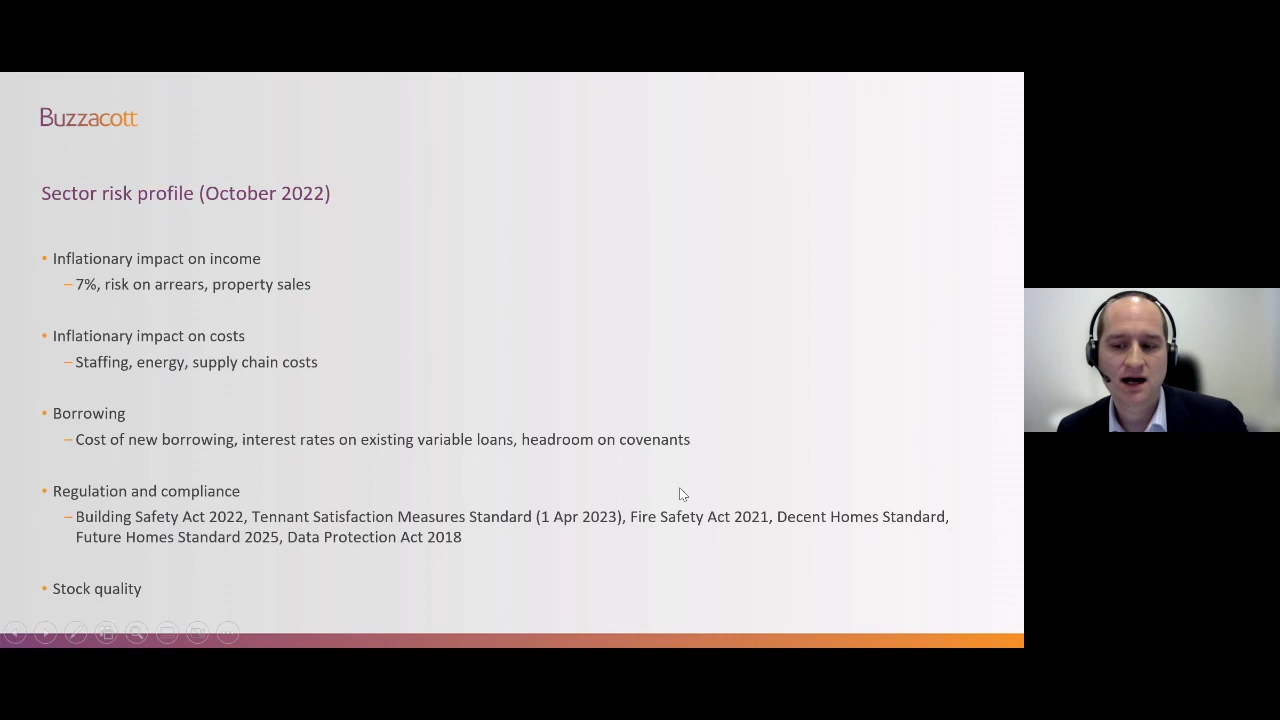 Buzzacott
Sector risk profile (October 2022)
• Inflationary impact on income
– 7%, risk on arrears, property sales
• Inflationary impact on costs
– Staffing, energy, supply chain costs
• Borrowing
– Cost of new borrowing, interest rates on existing variable loans, headroom on covenants
• Regulation and compliance
– Building Safety Act 2022, Tennant Satisfaction Measures Standard (1 Apr 2023), Fire Safety Act 2021, Decent Homes Standard,
Future Homes Standard 2025, Data Protection Act 2018
• Stock quality